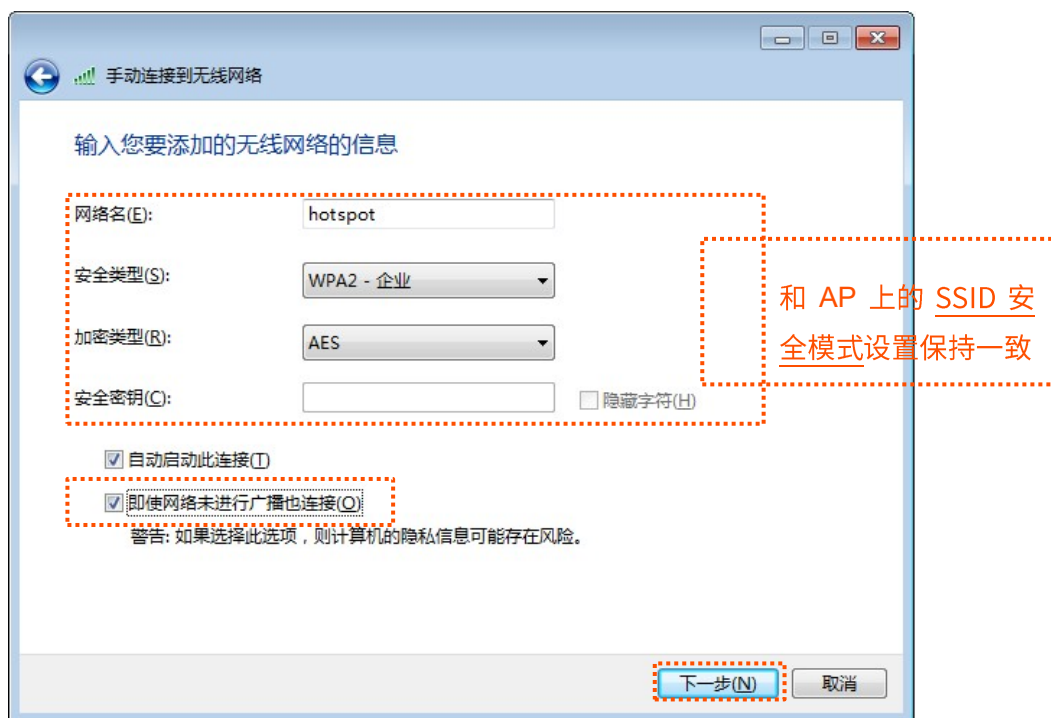 手动连接到无线网络
输入您要添加的无线网络的信息
网络名(E):
hotspot
安全类型(S):
WPA2 - 企业
加密类型(R):
AES
安全密钥(C):
隐藏字符(H)
和 AP 上的 SSID 安
全模式设置保持一致
自动启动此连接(T)
即使网络未进行广播也连接(O)
警告: 如果选择此选项，则计算机的隐私信息可能存在风险。
下一步(N)
取消